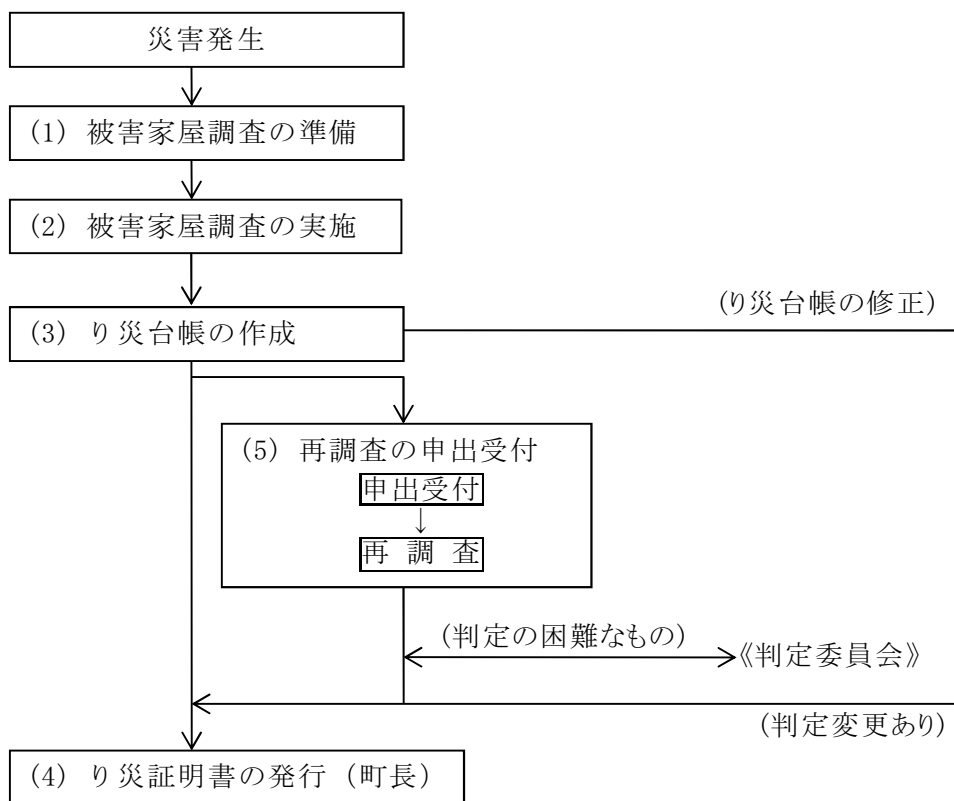 災害発生
(1) 被害家屋調査の準備
(2) 被害家屋調査の実施
(り災台帳の修正)
(3) り災台帳の作成
(5) 再調査の申出受付
申出受付
↓
再 調 査
(判定の困難なもの)
《判定委員会》
(判定変更あり)
(4) り災証明書の発行 (町長)